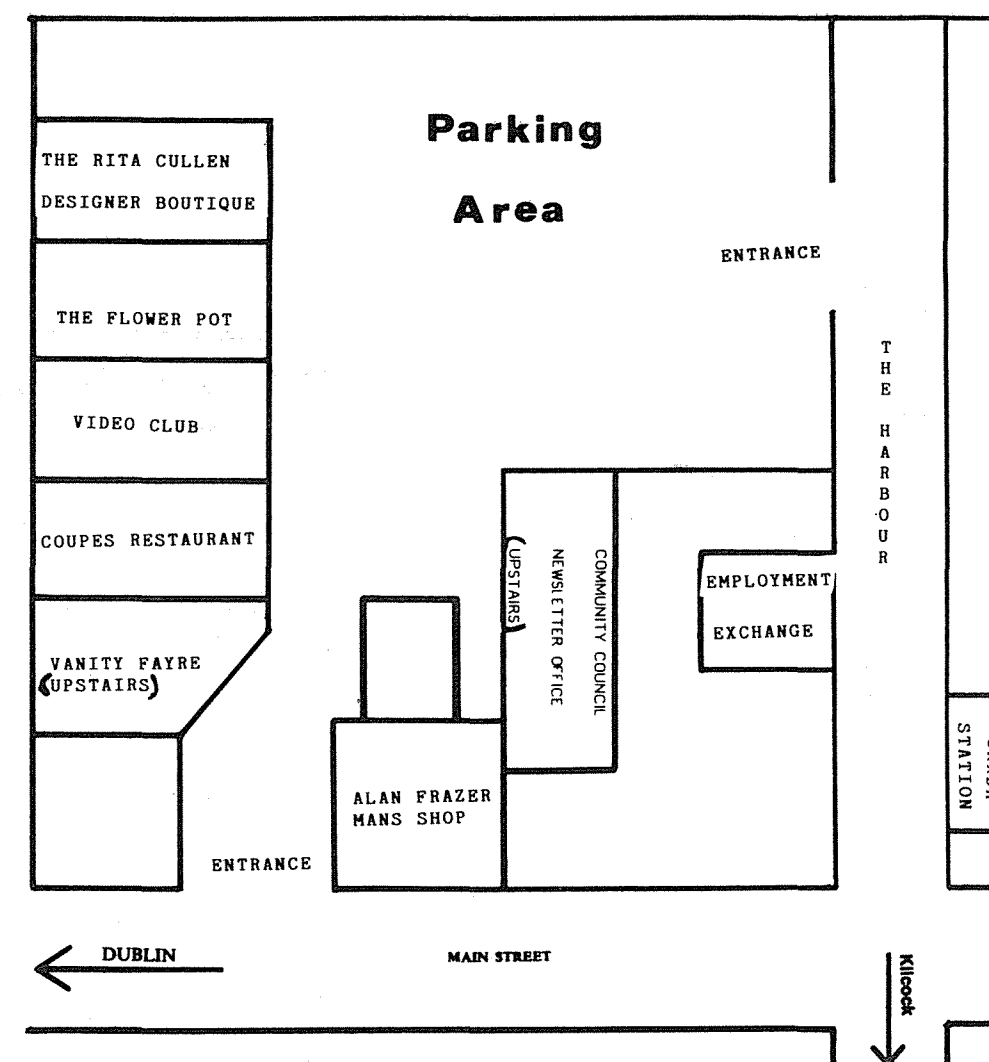 Parking
Area
THE RITA CULLEN
DESIGNER BOUTIQUE
ENTRANCE
THE FLOWER POT
VIDEO CLUB
THE HARBOUR
COUPES RESTAURANT
COMMUNITY COUNCIL
NEWSLETTER OFFICE
(UPSTAIRS)
EMPLOYMENT
EXCHANGE
VANITY FAYRE
(UPSTAIRS)
STATION
ALAN FRAZER
MANS SHOP
ENTRANCE
DUBLIN
MAIN STREET
Kilcock